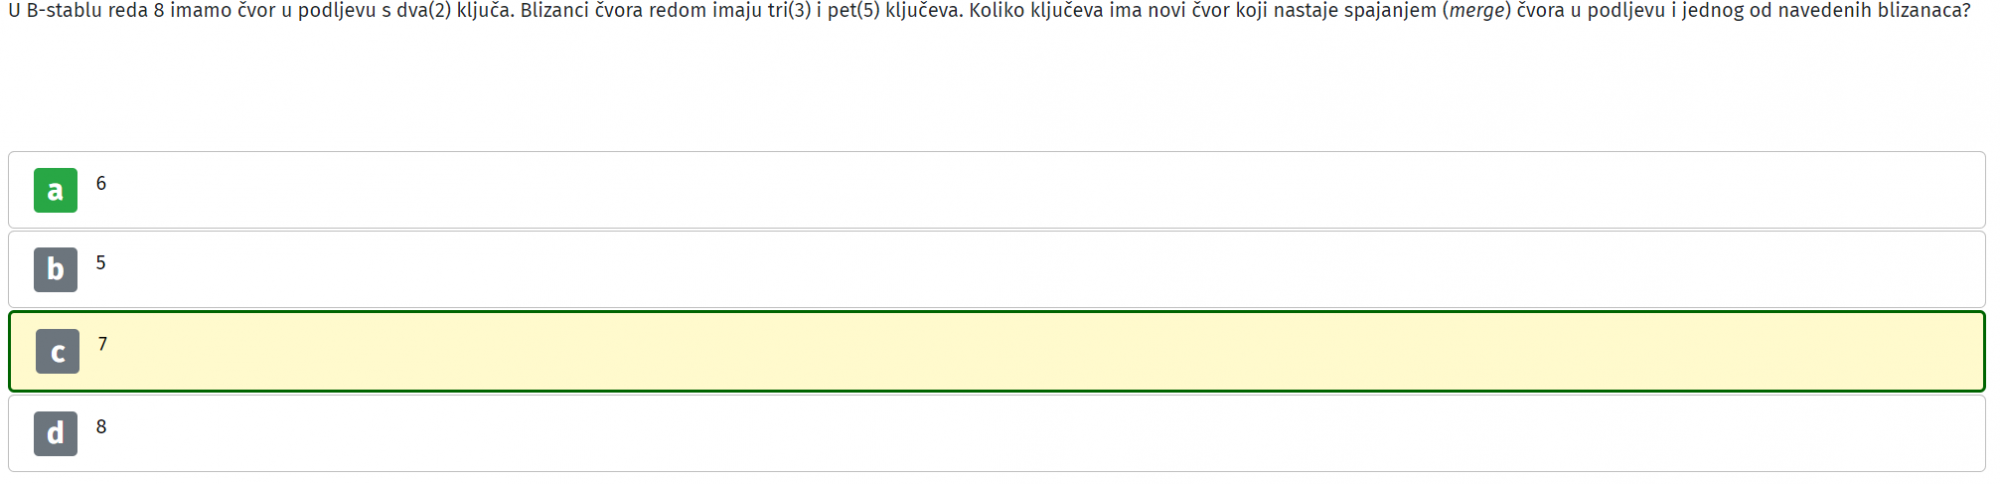 U B-stablu reda 8 imamo čvor u podljevu s dva(2) ključa. Blizanci čvora redom imaju tri(3) i pet(5) ključeva. Koliko ključeva ima novi čvor koji nastaje spajanjem (merge) čvora u podljevu i jednog od navedenih blizanaca?
a 6
b 5
c 7
d 8